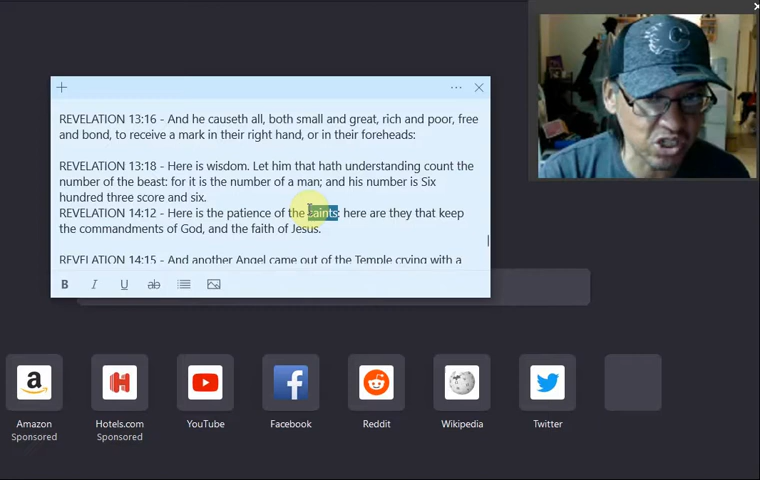 REVELATION 13:16 - And he causeth all, both small and great, rich and poor, free
and bond, to receive a mark in their right hand, or in their foreheads:
REVELATION 13:18 - Here is wisdom. Let him that hath understanding count the
number of the beast: for it is the number of a man; and his number is Six
hundred three score and six.
REVELATION 14:12 - Here is the patience of the saints: here are they that keep
the commandments of God, and the faith of Jesus.
REVELATION 14:15 - And another Angel came out of the Temple crying with a
B I U ab
Amazon
Sponsored
Hotels.com
Sponsored
YouTube
Facebook
Reddit
Wikipedia
Twitter